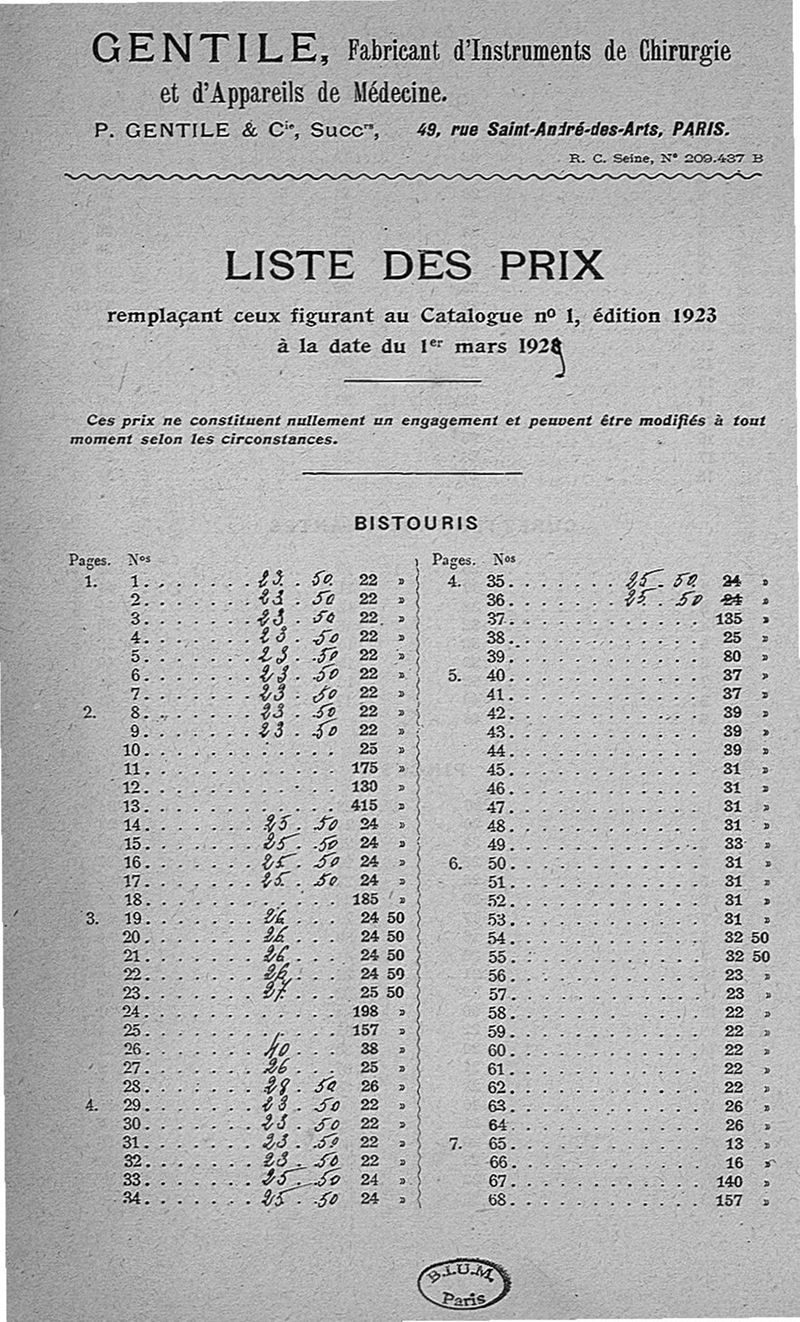 GENTILE, Fabricant d'Instruments de Chirurgie
et d'Appareils de Médecine.
P. GENTILE & Cie, Succrs, 49, rue Saint-André-des-Arts, PARIS.
R. C. Seine, N° 209.437 B
LISTE DES PRIX
remplaçant ceux figurant au Catalogue nº 1, édition 1923
à la date du 1er mars 192
Ces prix ne constituent nullement un engagement et peuvent être modifiés à tout
moment selon les circonstances.
BISTOURIS
Pages. Nos
1. 1. . . . . . . 23 . 50. 22 »
2. . . . . . . 23 . 50 22 »
3. . . . . . . 23 . 50 22 »
4. . . . . . . 23 . 50 22 »
5. . . . . . . 23 . 50 22 »
6. . . . . . . 23 . 50 22 »
7. . . . . . . 23 . 50 22 »
2. 8. . . . . . . 23 . 50 22 »
9. . . . . . . 23 . 50 22 »
10. . . . . . . . . . . 25 »
11. . . . . . . . . . . 175 »
12. . . . . . . . . . . 130 »
13. . . . . . . . . . . 415 »
14. . . . . . . 25 . 50 24 »
15. . . . . . . 25 . 50 24 »
16. . . . . . . 25 . 50 24 »
17. . . . . . . 25 . 50 24 »
18. . . . . . . . . . . 185 »
3. 19. . . . . . . 26 . . . 24 50
20. . . . . . . 26 . . . 24 50
21. . . . . . . 26 . . . 24 50
22. . . . . . . 26 . . . 24 50
23. . . . . . . 27 . . . 25 50
24. . . . . . . . . . . 198 »
25. . . . . . . . . . . 157 »
26. . . . . . . 40 . . . 38 »
27. . . . . . . 26 . . . 25 »
28. . . . . . . 28 . 50 26 »
4. 29. . . . . . . 23 . 50 22 »
30. . . . . . . 23 . 50 22 »
31. . . . . . . 23 . 50 22 »
32. . . . . . . 23 . 50 22 »
33. . . . . . . 25 . 50 24 »
34. . . . . . . 25 . 50 24 »
Pages. Nos
4. 35. . . . . . . 25 . 50. 24 »
36. . . . . . . 25 . 50 24 »
37. . . . . . . . . . . 135 »
38. . . . . . . . . . . 25 »
39. . . . . . . . . . . 80 »
5. 40. . . . . . . . . . . 37 »
41. . . . . . . . . . . 37 »
42. . . . . . . . . . . 39 »
43. . . . . . . . . . . 39 »
44. . . . . . . . . . . 39 »
45. . . . . . . . . . . 31 »
46. . . . . . . . . . . 31 »
47. . . . . . . . . . . 31 »
48. . . . . . . . . . . 31 »
49. . . . . . . . . . . 33 »
6. 50. . . . . . . . . . . 31 »
51. . . . . . . . . . . 31 »
52. . . . . . . . . . . 31 »
53. . . . . . . . . . . 31 »
54. . . . . . . . . . . 32 50
55. . . . . . . . . . . 32 50
56. . . . . . . . . . . 23 »
57. . . . . . . . . . . 23 »
58. . . . . . . . . . . 22 »
59. . . . . . . . . . . 22 »
60. . . . . . . . . . . 22 »
61. . . . . . . . . . . 22 »
62. . . . . . . . . . . 22 »
63. . . . . . . . . . . 26 »
64. . . . . . . . . . . 26 »
7. 65. . . . . . . . . . . 13 »
66. . . . . . . . . . . 16 »
67. . . . . . . . . . . 140 »
68. . . . . . . . . . . 157 »
B.I.U.M.
Paris